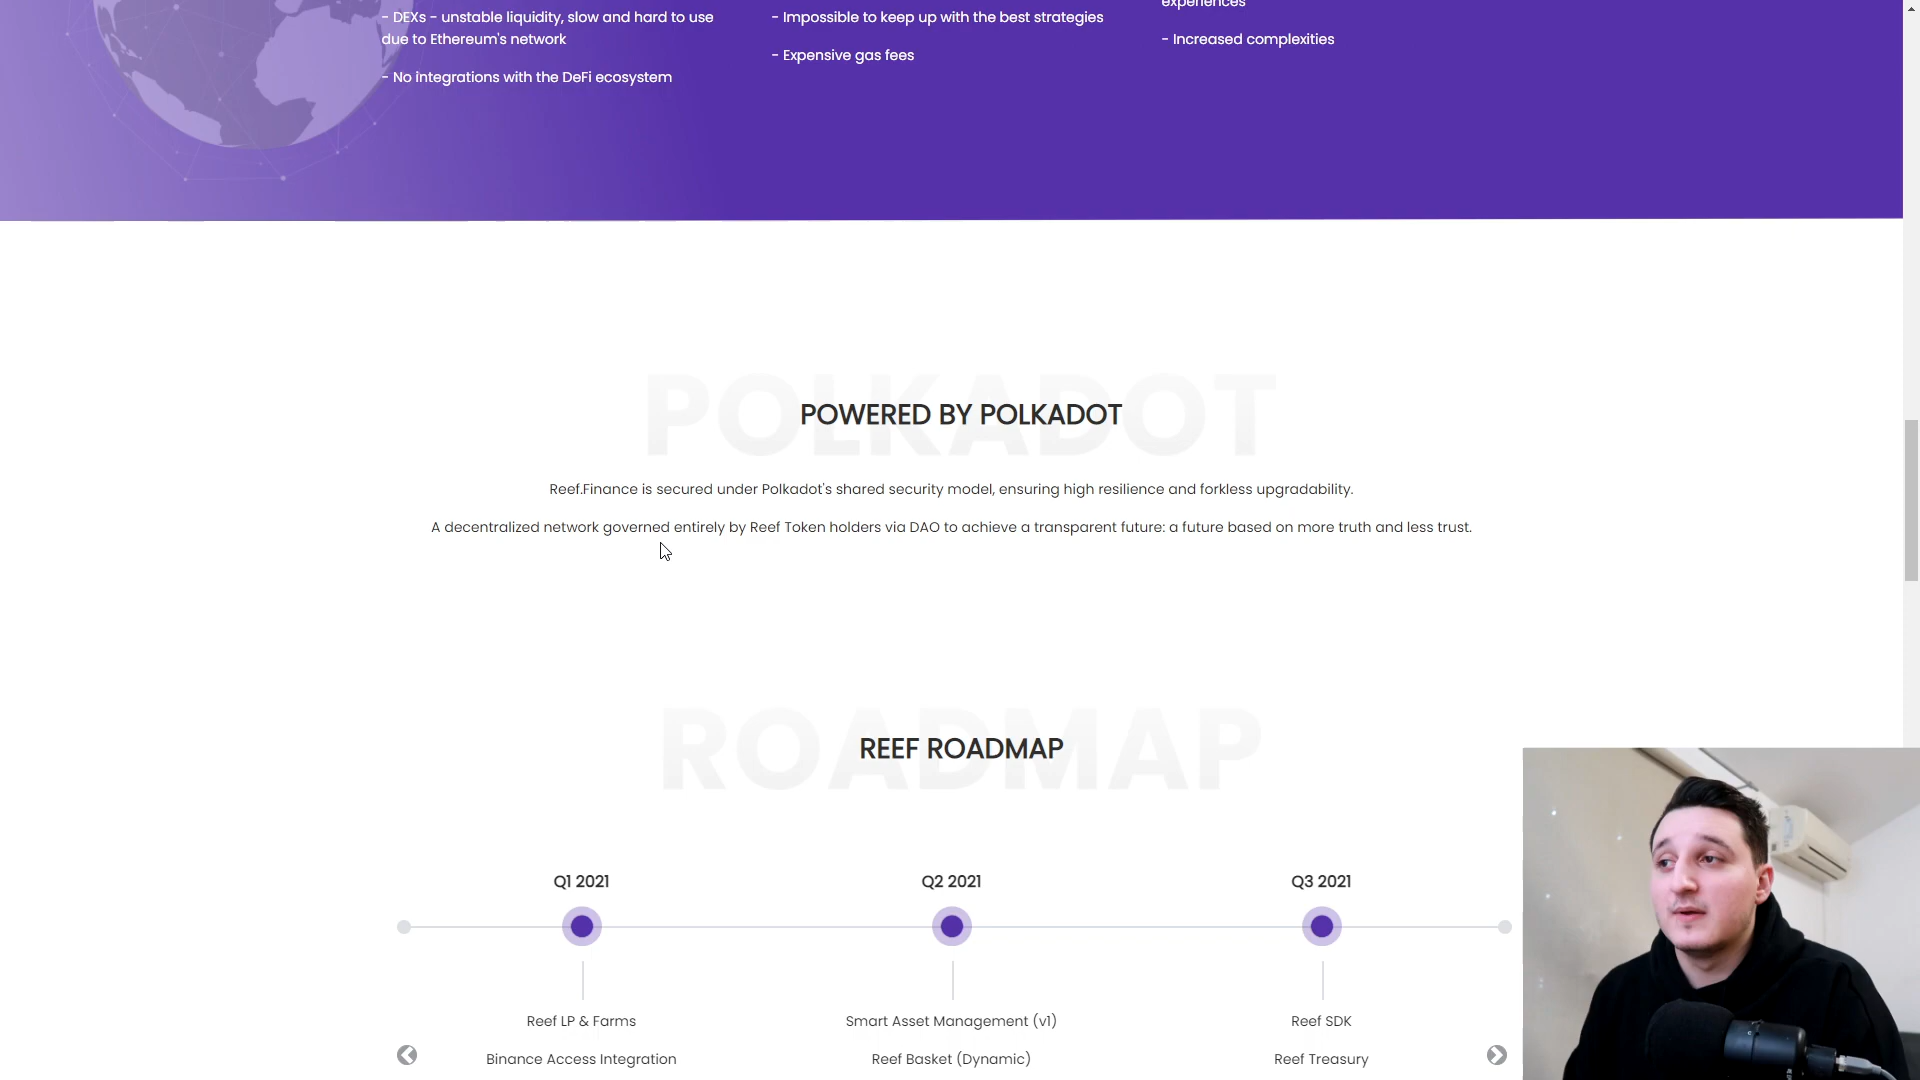 - DEXs - unstable liquidity, slow and hard to use
due to Ethereum's network
- No integrations with the DeFi ecosystem
- Impossible to keep up with the best strategies
- Expensive gas fees
experiences
- Increased complexities
POLKADOT
POWERED BY POLKADOT
Reef.Finance is secured under Polkadot's shared security model, ensuring high resilience and forkless upgradability.
A decentralized network governed entirely by Reef Token holders via DAO to achieve a transparent future: a future based on more truth and less trust.
ROADMAP
REEF ROADMAP
Q1 2021
Q2 2021
Q3 2021
Reef LP & Farms
Smart Asset Management (v1)
Reef SDK
Binance Access Integration
Reef Basket (Dynamic)
Reef Treasury